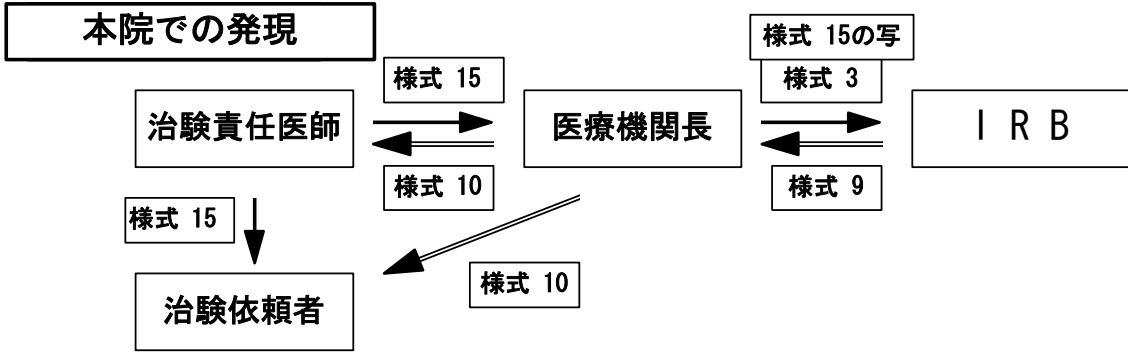 本院での発現
様式 15の写
様式 15
様式 3
治験責任医師
医療機関長
I R B
様式 10
様式 9
様式 15
様式 10
治験依頼者